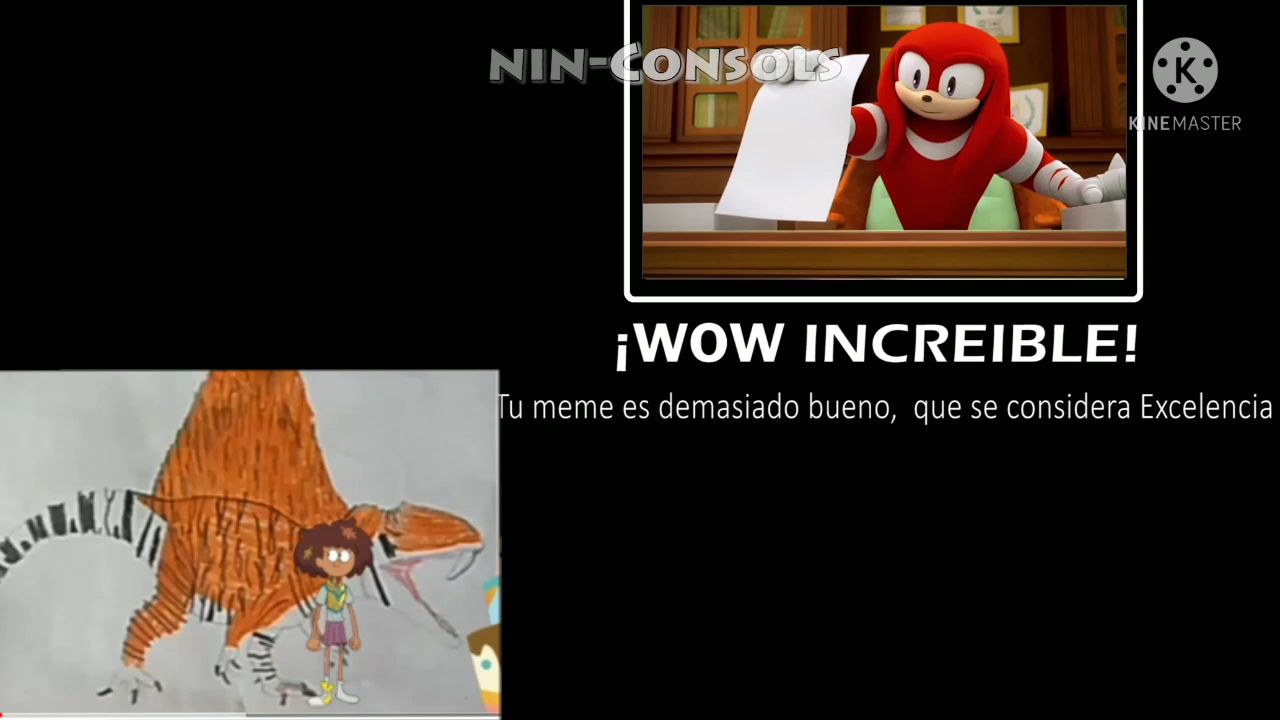 NIN-CONSOLS
KINEMASTER
¡WOW INCREIBLE!
Tu meme es demasiado bueno, que se considera Excelencia